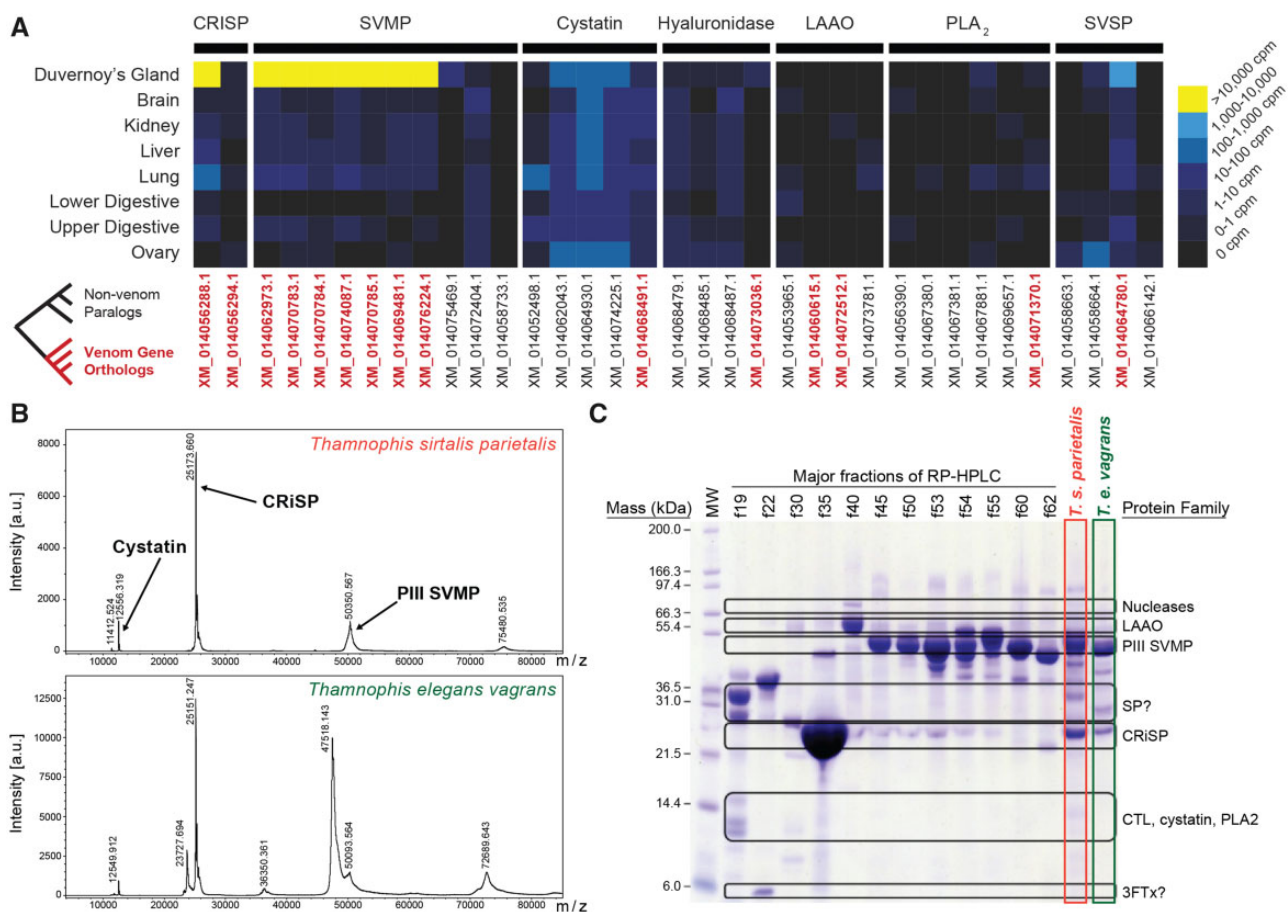 A
CRISP SVMP Cystatin Hyaluronidase LAAO PLA2 SVSP
Duvernoy's Gland
Brain
Kidney
Liver
Lung
Lower Digestive
Upper Digestive
Ovary
>10,000 cpm
1,000-10,000
100-1,000 cpm
10-100 cpm
1-10 cpm
0-1 cpm
0 cpm
Non-venom
Paralogs
Venom Gene
Orthologs
XM_014056288.1
XM_014056294.1
XM_014062973.1
XM_014070783.1
XM_014070784.1
XM_014074087.1
XM_014070785.1
XM_014069481.1
XM_014076224.1
XM_014075469.1
XM_014072404.1
XM_014058733.1
XM_014052498.1
XM_014062043.1
XM_014064930.1
XM_014074225.1
XM_014068491.1
XM_014068479.1
XM_014068485.1
XM_014068487.1
XM_014073036.1
XM_014053965.1
XM_014060615.1
XM_014072512.1
XM_014073781.1
XM_014056390.1
XM_014067380.1
XM_014067381.1
XM_014067881.1
XM_014069657.1
XM_014071370.1
XM_014058663.1
XM_014058664.1
XM_014064780.1
XM_014066142.1
B
Thamnophis sirtalis parietalis
Intensity [a.u.]
8000
6000
4000
2000
0
11412.524
12556.319
25173.660
50350.567
75480.535
Cystatin
CRiSP
PIII SVMP
10000 20000 30000 40000 50000 60000 70000 80000 m / z
Thamnophis elegans vagrans
Intensity [a.u.]
12500
10000
7500
5000
2500
0
12549.912
23727.694
25151.247
36350.361
47518.143
50093.564
72689.643
10000 20000 30000 40000 50000 60000 70000 80000 m / z
C
Major fractions of RP-HPLC
Mass (kDa) MW f19 f22 f30 f35 f40 f45 f50 f53 f54 f55 f60 f62 T. s. parietalis T. e. vagrans Protein Family
200.0
166.3
97.4
66.3
55.4
36.5
31.0
21.5
14.4
6.0
Nucleases
LAAO
PIII SVMP
SP?
CRiSP
CTL, cystatin, PLA2
3FTx?